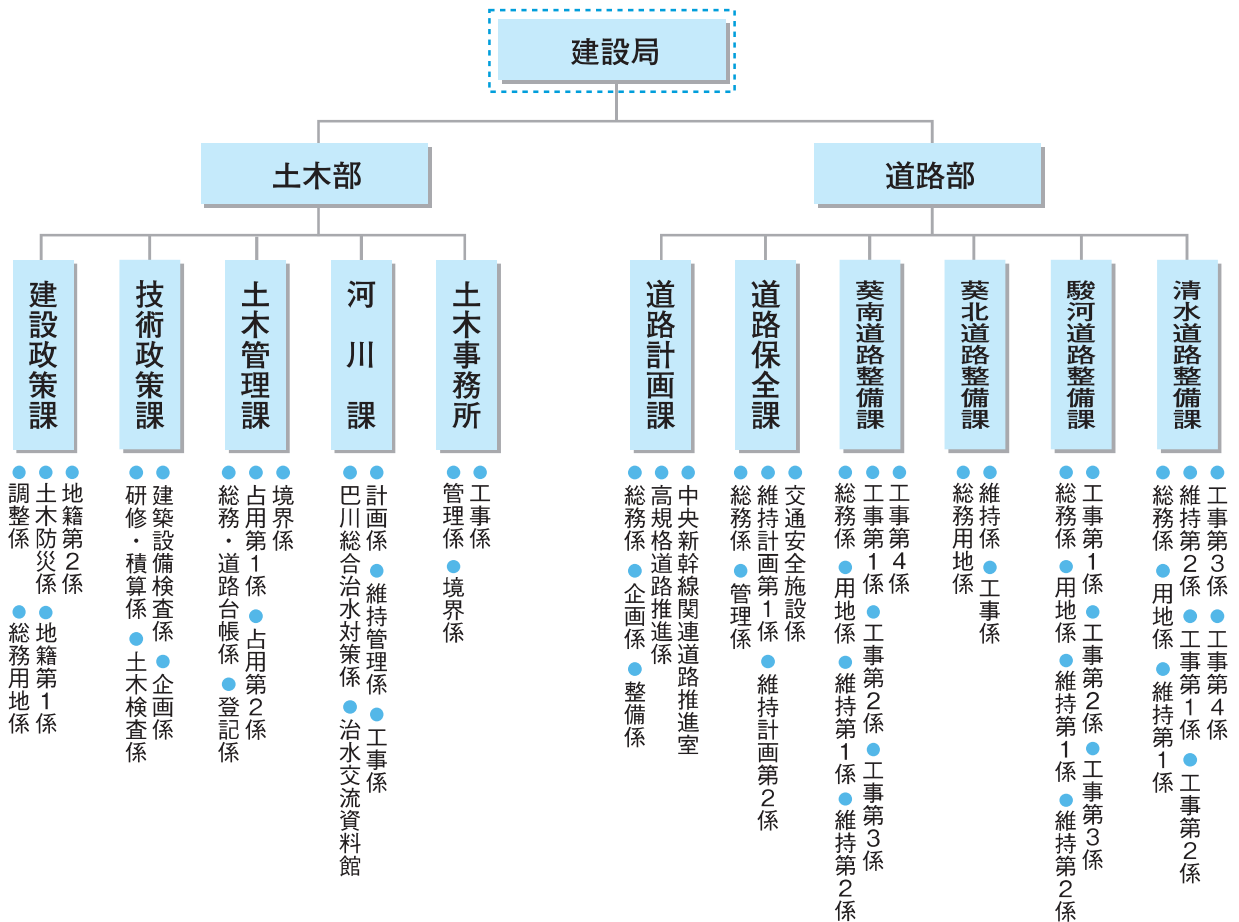 建設局
土木部
道路部
建設政策課
●調整係 ●総務用地係
●土木防災係 ●地籍第1係
●地籍第2係
技術政策課
●研修・積算係 ●土木検査係
●建築設備検査係 ●企画係
土木管理課
●総務・道路台帳係 ●登記係
●占用第1係 ●占用第2係
●境界係
河川課
●巴川総合治水対策係 ●治水交流資料館
●計画係 ●維持管理係 ●工事係
土木事務所
●管理係 ●境界係
●工事係
道路計画課
●総務係 ●企画係 ●整備係
●高規格道路推進係
●中央新幹線関連道路推進室
道路保全課
●総務係 ●管理係
●維持計画第1係 ●維持計画第2係
●交通安全施設係
葵南道路整備課
●総務係 ●用地係 ●維持第1係 ●維持第2係
●工事第1係 ●工事第2係 ●工事第3係
●工事第4係
葵北道路整備課
●総務用地係
●維持係 ●工事係
駿河道路整備課
●総務係 ●用地係 ●維持第1係 ●維持第2係
●工事第1係 ●工事第2係 ●工事第3係
清水道路整備課
●総務係 ●用地係 ●維持第1係
●維持第2係 ●工事第1係 ●工事第2係
●工事第3係 ●工事第4係